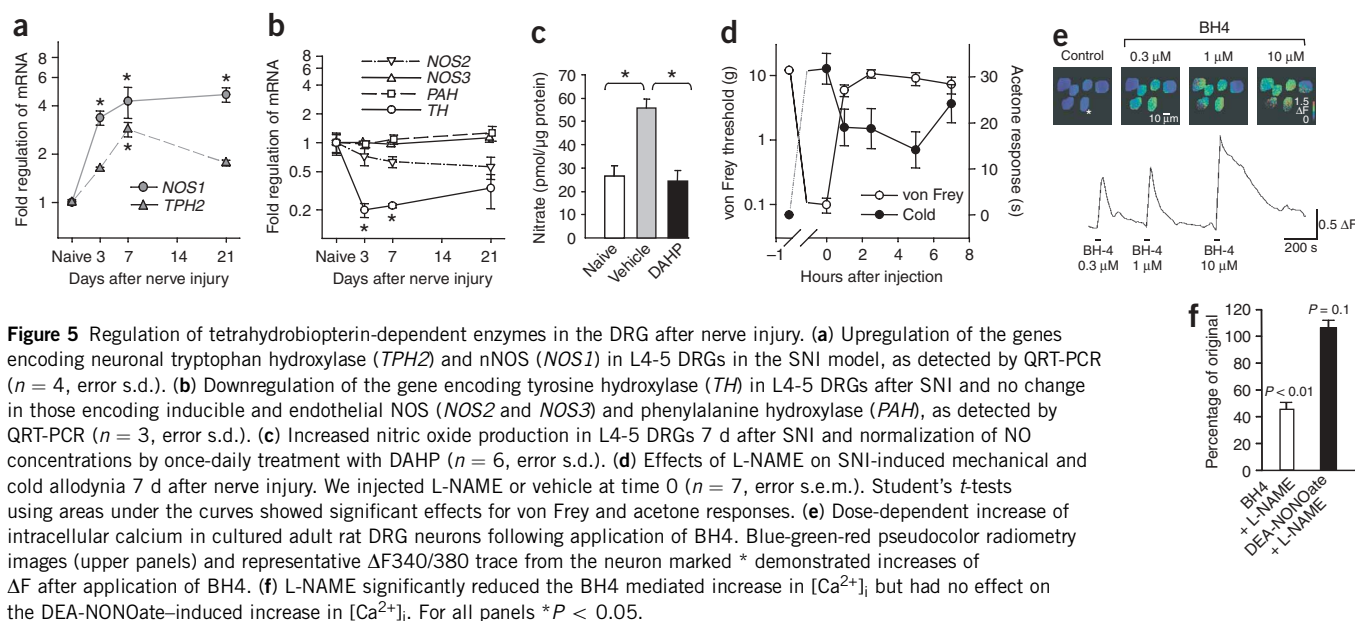 a
Fold regulation of mRNA
8
6
4
2
1
*
*
*
*
NOS1
TPH2
Naive 3 7 14 21
Days after nerve injury
b
Fold regulation of mRNA
8
6
4
2
1
0.5
0.2
NOS2
NOS3
PAH
TH
*
*
Naive 3 7 14 21
Days after nerve injury
c
Nitrate (pmol/µg protein)
70
60
50
40
30
20
10
0
* *
Naive
Vehicle
DAHP
d
von Frey threshold (g)
10
1
0.1
von Frey
Cold
Acetone response (s)
40
30
20
10
0
–1 0 2 4 6 8
Hours after injection
e
BH4
Control 0.3 µM 1 µM 10 µM
*
10 µm
1.5
ΔF
0
0.5 ΔF
200 s
BH-4 BH-4 BH-4
0.3 µM 1 µM 10 µM
f
Percentage of original
120
100
80
60
40
20
0
P = 0.1
P < 0.01
BH4
+ L-NAME
DEA-NONOate
+ L-NAME
Figure 5 Regulation of tetrahydrobiopterin-dependent enzymes in the DRG after nerve injury. (a) Upregulation of the genes
encoding neuronal tryptophan hydroxylase (TPH2) and nNOS (NOS1) in L4-5 DRGs in the SNI model, as detected by QRT-PCR
(n = 4, error s.d.). (b) Downregulation of the gene encoding tyrosine hydroxylase (TH) in L4-5 DRGs after SNI and no change
in those encoding inducible and endothelial NOS (NOS2 and NOS3) and phenylalanine hydroxylase (PAH), as detected by
QRT-PCR (n = 3, error s.d.). (c) Increased nitric oxide production in L4-5 DRGs 7 d after SNI and normalization of NO
concentrations by once-daily treatment with DAHP (n = 6, error s.d.). (d) Effects of L-NAME on SNI-induced mechanical and
cold allodynia 7 d after nerve injury. We injected L-NAME or vehicle at time 0 (n = 7, error s.e.m.). Student's t-tests
using areas under the curves showed significant effects for von Frey and acetone responses. (e) Dose-dependent increase of
intracellular calcium in cultured adult rat DRG neurons following application of BH4. Blue-green-red pseudocolor radiometry
images (upper panels) and representative ΔF340/380 trace from the neuron marked * demonstrated increases of
ΔF after application of BH4. (f) L-NAME significantly reduced the BH4 mediated increase in [Ca²⁺]i but had no effect on
the DEA-NONOate–induced increase in [Ca²⁺]i. For all panels *P < 0.05.